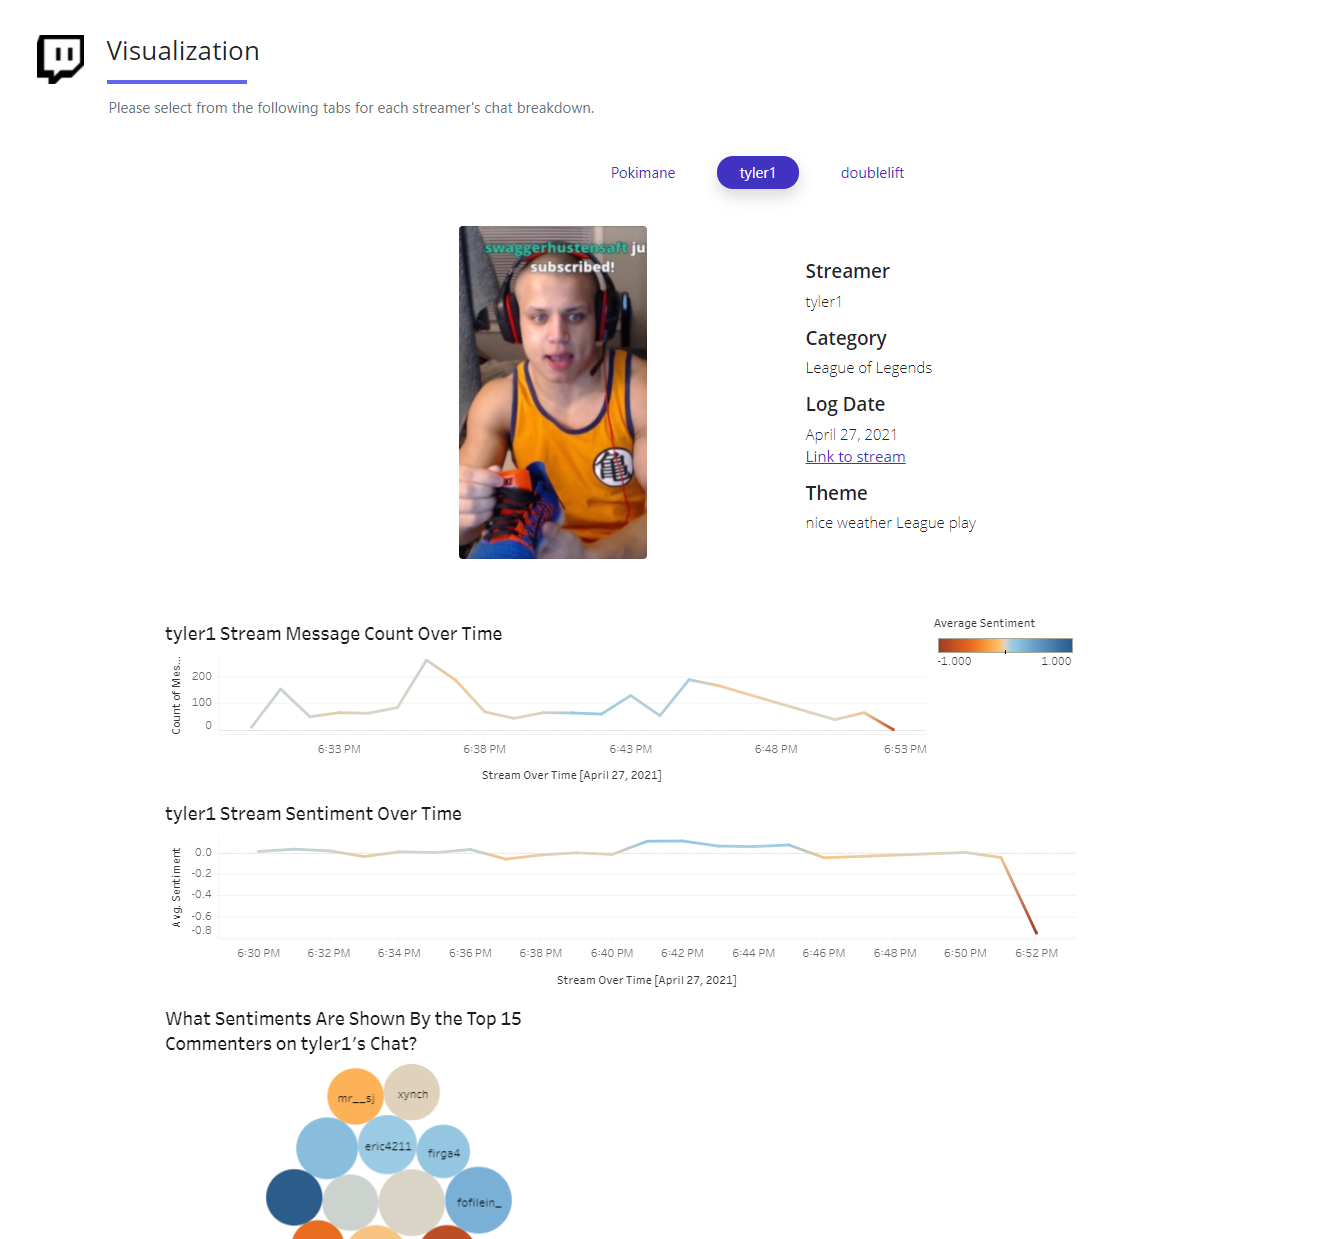 Visualization
Please select from the following tabs for each streamer's chat breakdown.
Pokimane
tyler1
doublelift
swaggerhustensaft ju
subscribed!
亀
Streamer
tyler1
Category
League of Legends
Log Date
April 27, 2021
Link to stream
Theme
nice weather League play
tyler1 Stream Message Count Over Time
Average Sentiment
-1.000
1.000
Count of Mes...
200
100
0
6:33 PM
6:38 PM
6:43 PM
6:48 PM
6:53 PM
Stream Over Time [April 27, 2021]
tyler1 Stream Sentiment Over Time
Avg. Sentiment
0.0
-0.2
-0.4
-0.6
-0.8
6:30 PM
6:32 PM
6:34 PM
6:36 PM
6:38 PM
6:40 PM
6:42 PM
6:44 PM
6:46 PM
6:48 PM
6:50 PM
6:52 PM
Stream Over Time [April 27, 2021]
What Sentiments Are Shown By the Top 15
Commenters on tyler1's Chat?
mr__sj
xynch
eric4211
firga4
fofilein_